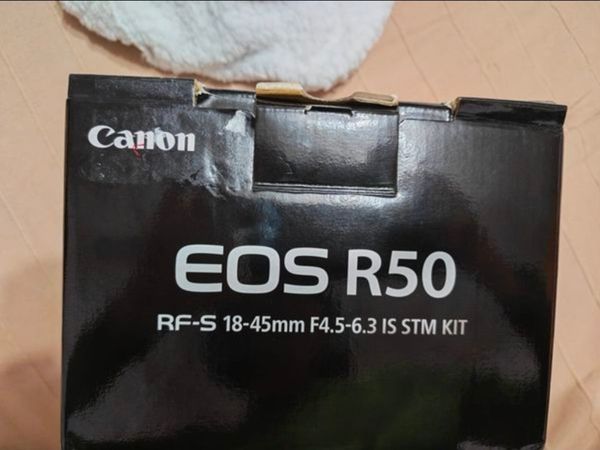 Canon
EOS R50
RF-S 18-45mm F4.5-6.3 IS STM KIT